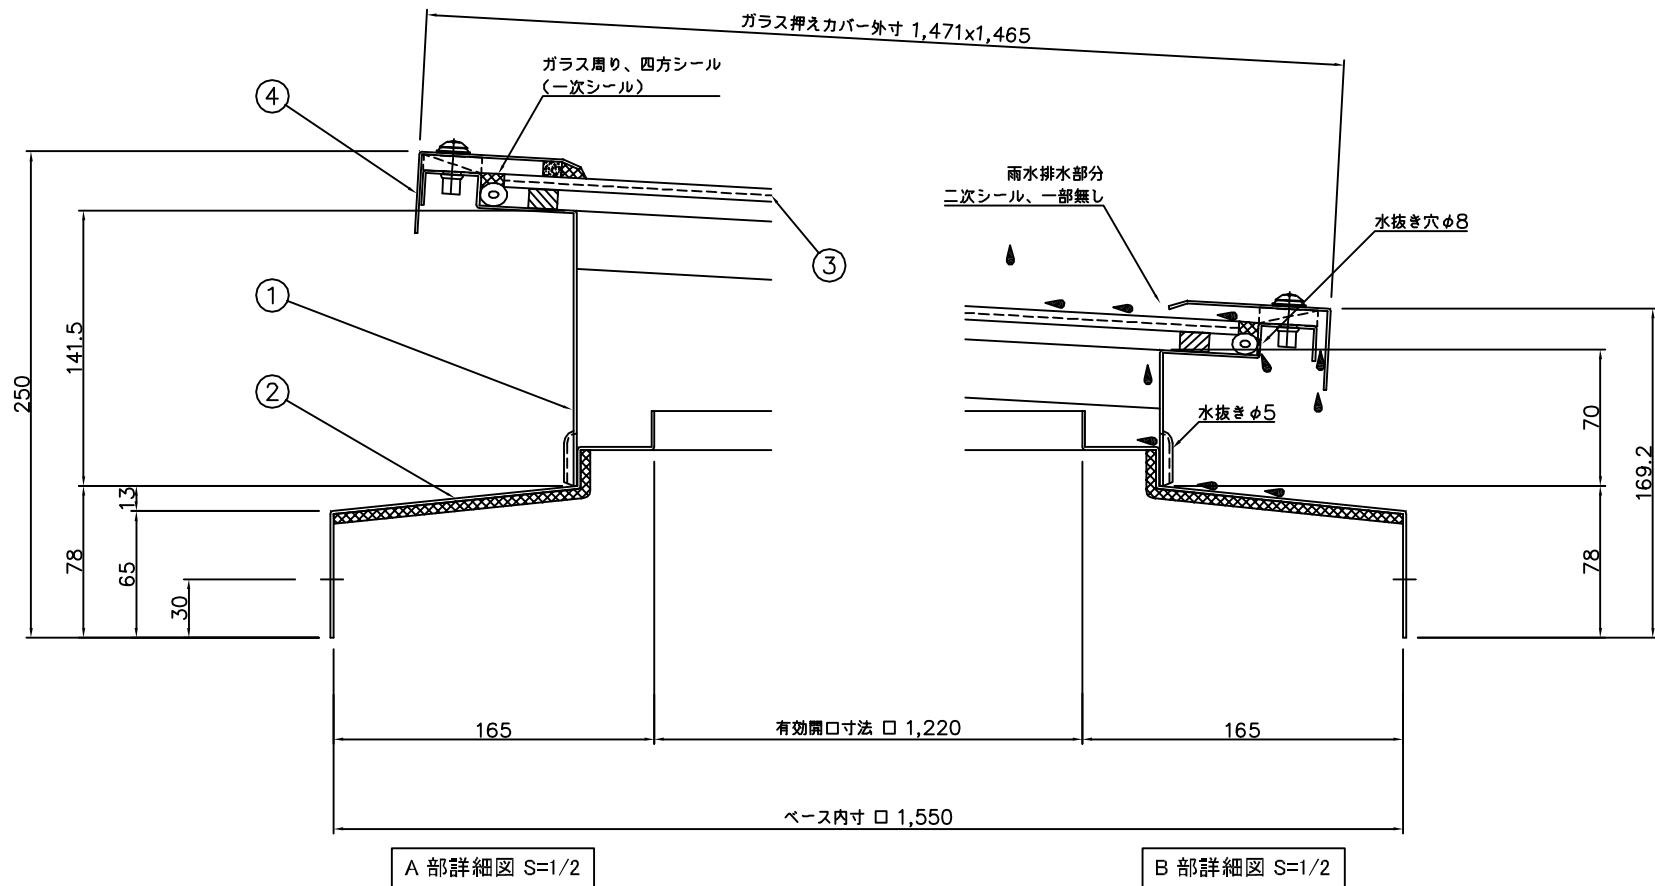 ガラス押えカバー外寸 1,471x1,465
ガラス周り、四方シール
(一次シール)
④
雨水排水部分
二次シール、一部無し
水抜き穴φ8
③
①
141.5
250
②
水抜きφ5
70
169.2
13
78
65
30
78
165
有効開口寸法 □ 1,220
165
ベース内寸 □ 1,550
A 部詳細図 S=1/2
B 部詳細図 S=1/2